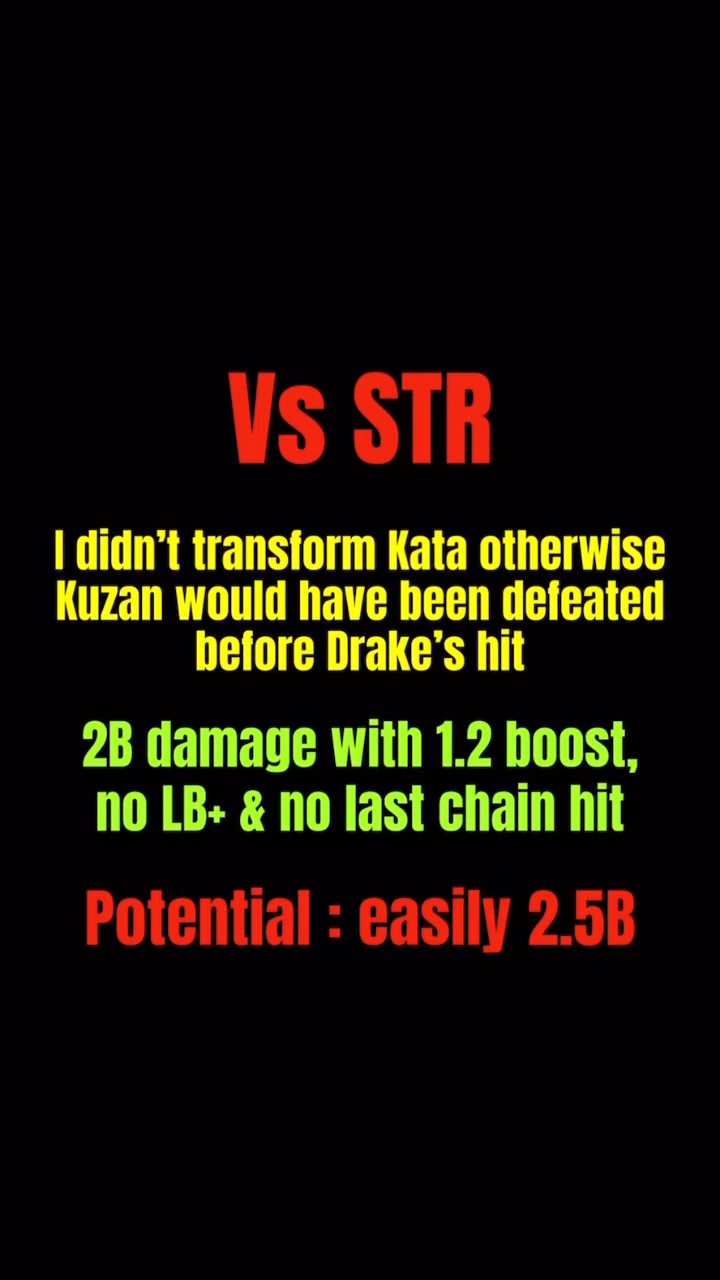 Vs STR
I didn’t transform Kata otherwise
Kuzan would have been defeated
before Drake’s hit
2B damage with 1.2 boost,
no LB+ & no last chain hit
Potential : easily 2.5B